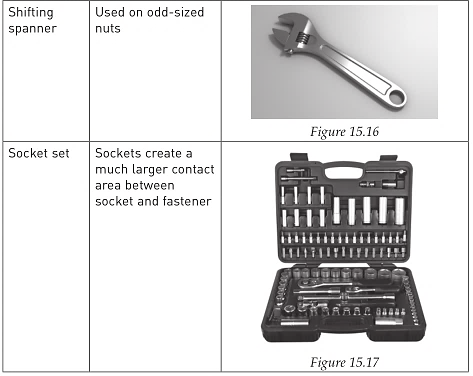 Shifting
spanner
Used on odd-sized
nuts
Figure 15.16
Socket set
Sockets create a
much larger contact
area between
socket and fastener
Figure 15.17